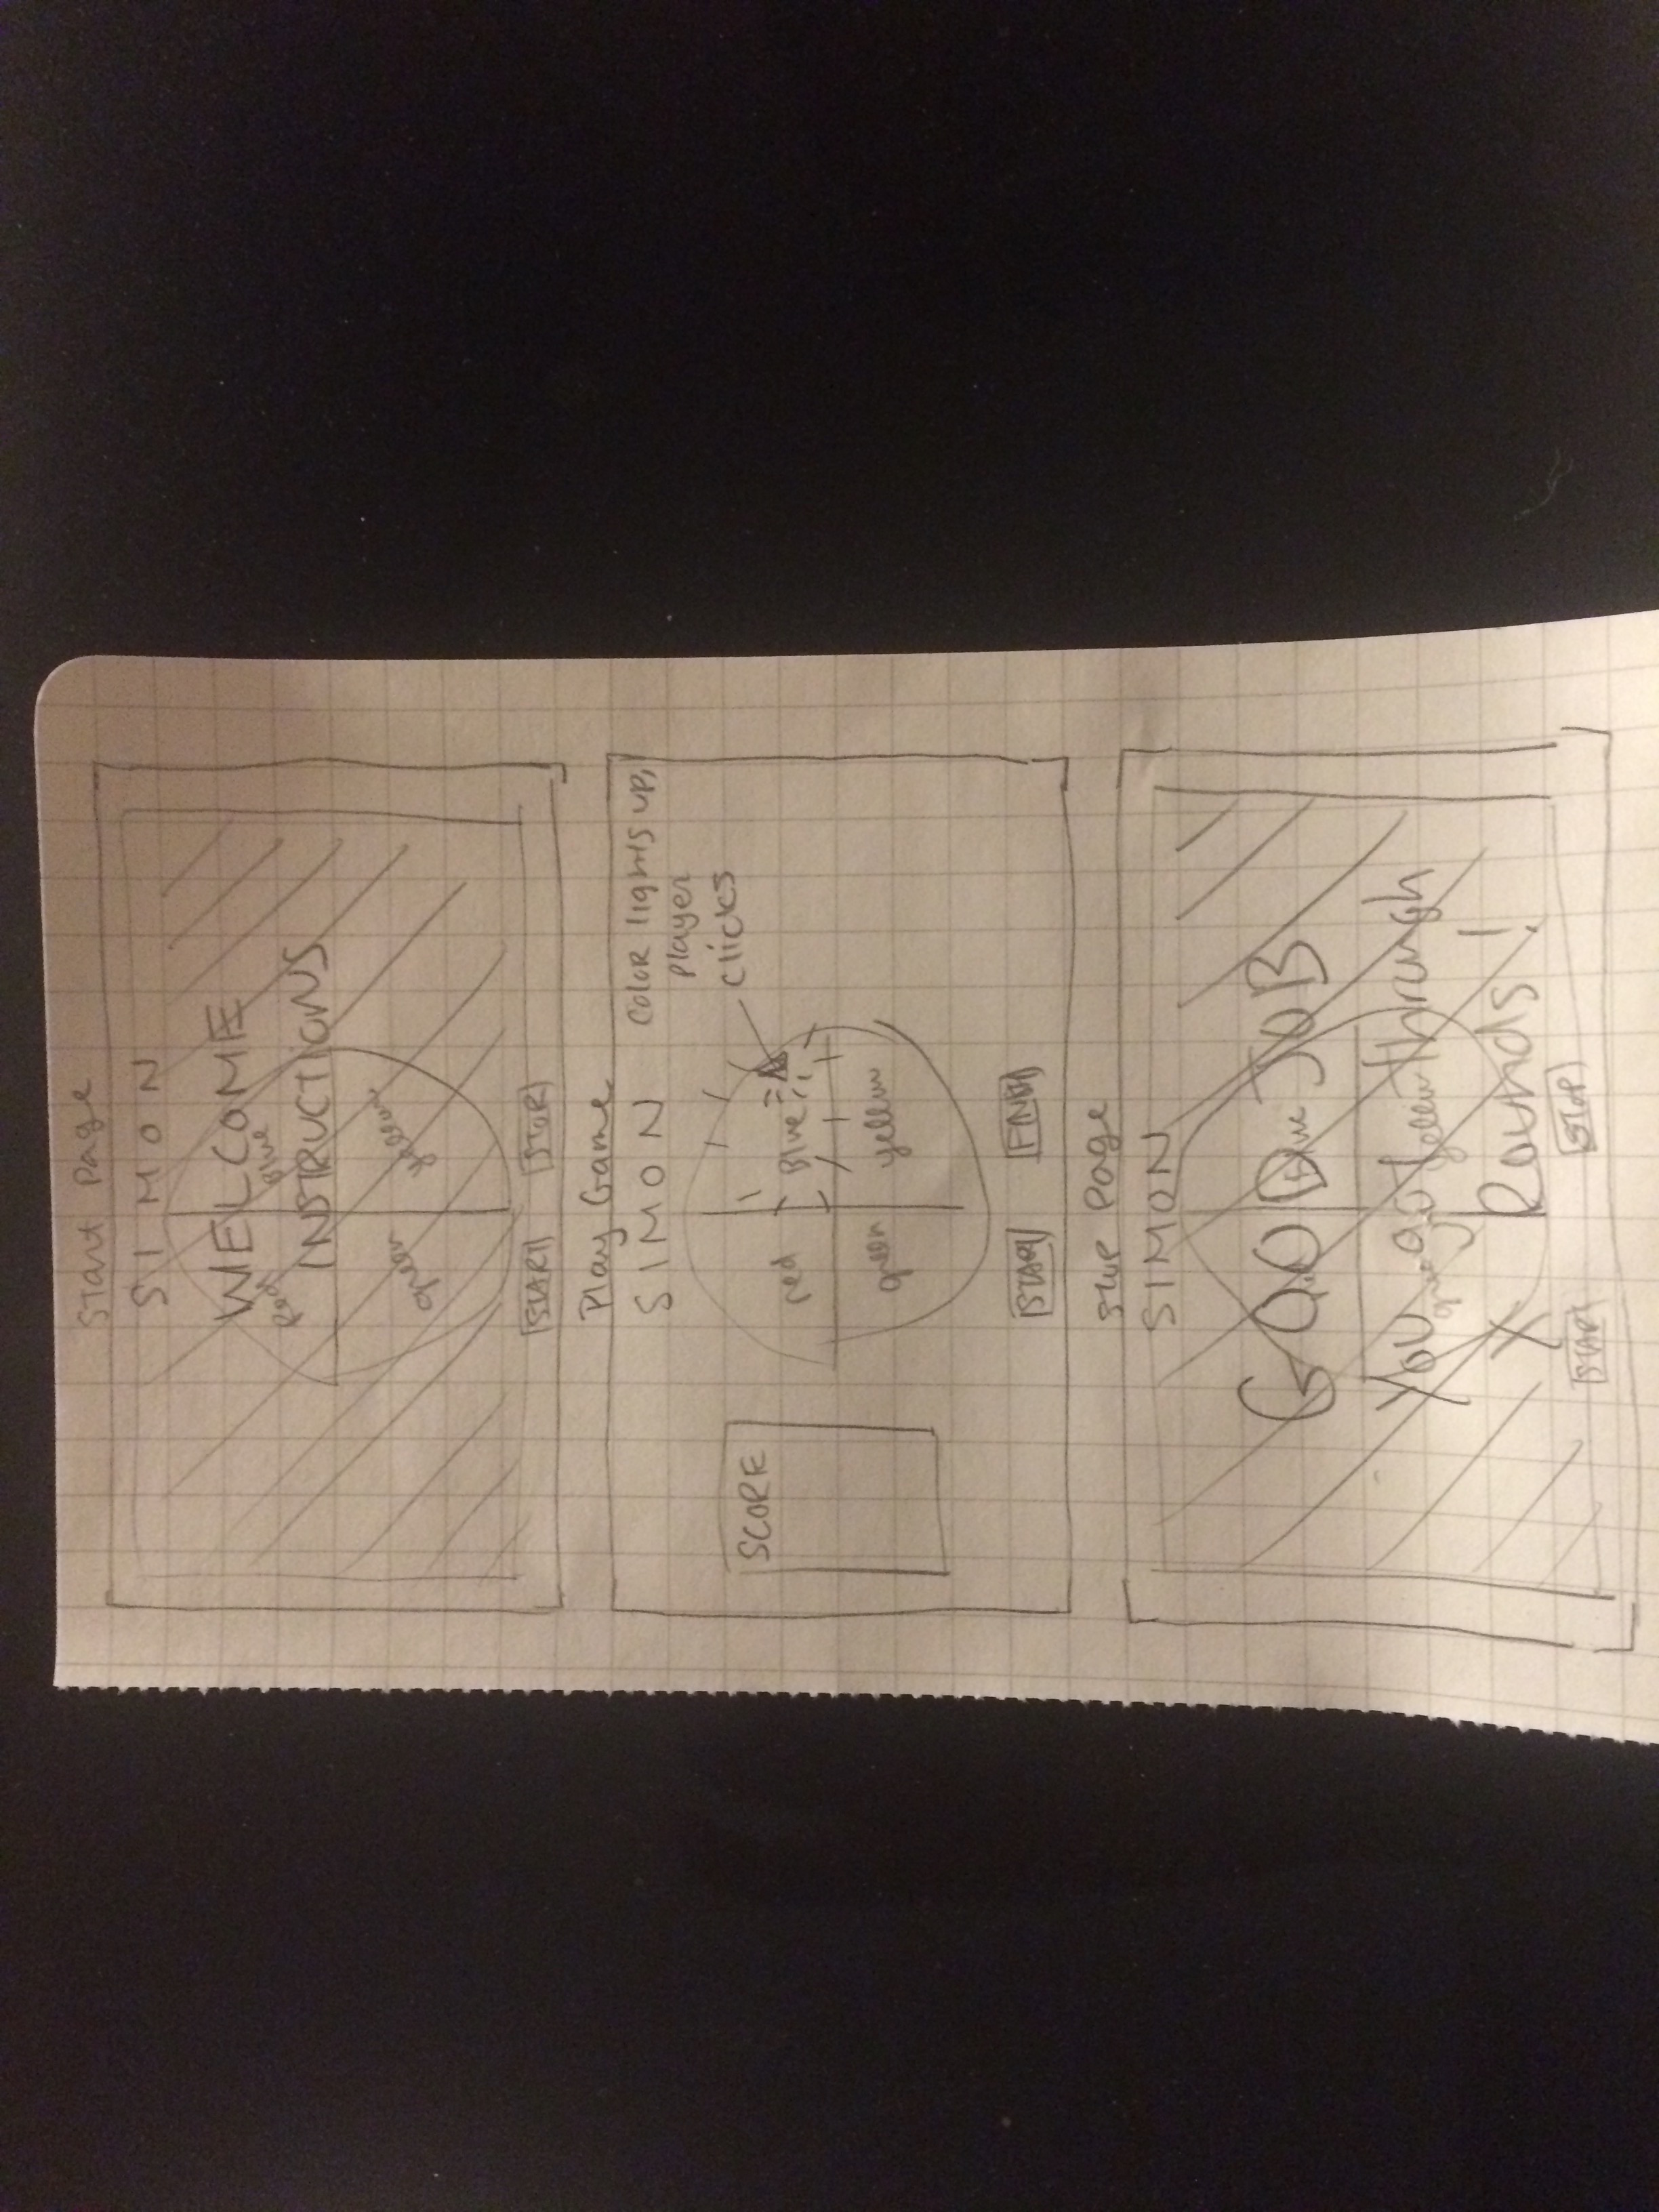 Start Page
SIMON
WELCOME
Red Blue
INSTRUCTIONS
green yellow
START STOP
Play Game
SIMON
Color lights up,
player
clicks
SCORE
red Blue
green yellow
START END
Stop Page
SIMON
GOOD JOB
Blue
You got through
green yellow
X Rounds!
START STOP